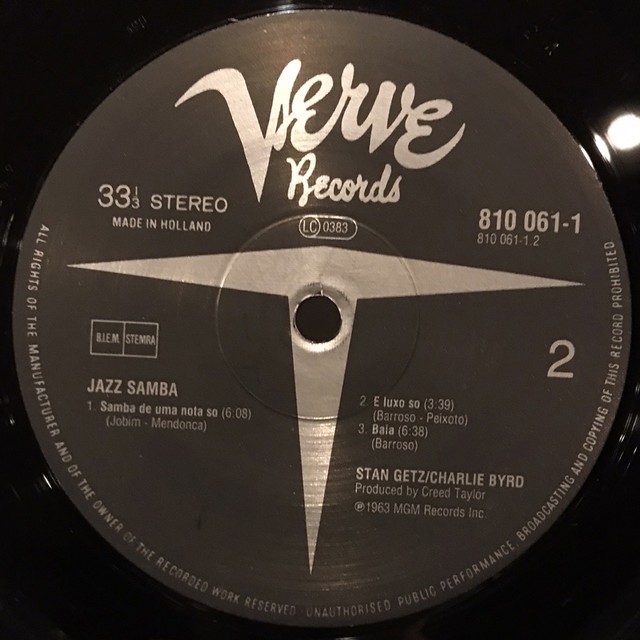 Verve
Records
33 1/3 STEREO
MADE IN HOLLAND
LC 0383
810 061-1
810 061-1.2
B.I.E.M. STEMRA
2
JAZZ SAMBA
1. Samba de uma nota so (6:08)
(Jobim - Mendonca)
2. E luxo so (3:39)
(Barroso - Peixoto)
3. Baia (6:38)
(Barroso)
STAN GETZ/CHARLIE BYRD
Produced by Creed Taylor
℗1963 MGM Records Inc
ALL RIGHTS OF THE MANUFACTURER AND OF THE OWNER OF THE RECORDED WORK RESERVED. UNAUTHORISED PUBLIC PERFORMANCE, BROADCASTING AND COPYING OF THIS RECORD PROHIBITED